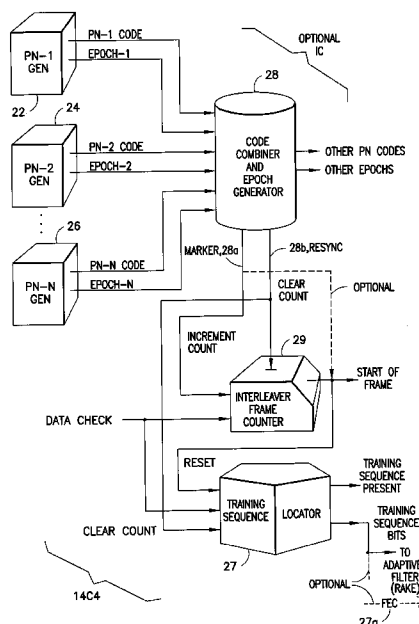 PN-1
GEN
22
PN-1 CODE
EPOCH-1
24
PN-2
GEN
PN-2 CODE
EPOCH-2
26
PN-N
GEN
PN-N CODE
EPOCH-N
OPTIONAL
IC
28
CODE
COMBINER
AND
EPOCH
GENERATOR
OTHER PN CODES
OTHER EPOCHS
MARKER,28a
28b,RESYNC
CLEAR
COUNT
OPTIONAL
INCREMENT
COUNT
29
INTERLEAVER
FRAME
COUNTER
START OF
FRAME
DATA CHECK
RESET
TRAINING
SEQUENCE
LOCATOR
27
CLEAR COUNT
TRAINING
SEQUENCE
PRESENT
TRAINING
SEQUENCE
BITS
TO
ADAPTIVE
FILTER
(RAKE)
OPTIONAL
FEC
27a
14C4